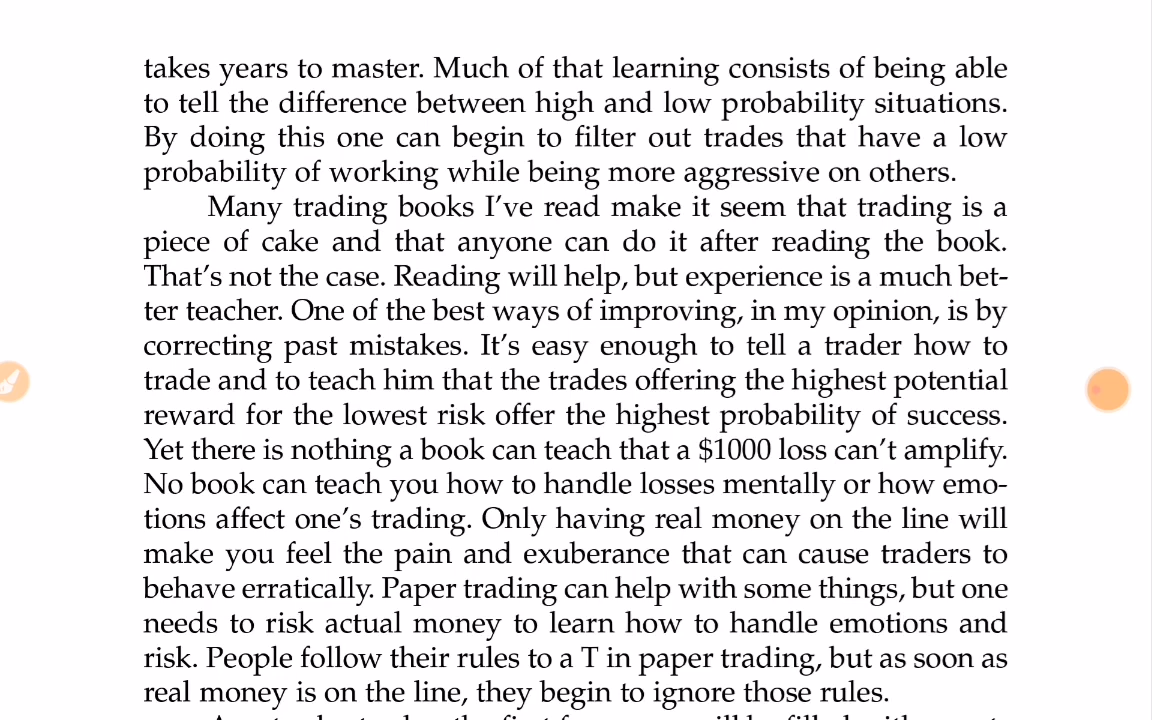 takes years to master. Much of that learning consists of being able
to tell the difference between high and low probability situations.
By doing this one can begin to filter out trades that have a low
probability of working while being more aggressive on others.
Many trading books I've read make it seem that trading is a
piece of cake and that anyone can do it after reading the book.
That's not the case. Reading will help, but experience is a much bet-
ter teacher. One of the best ways of improving, in my opinion, is by
correcting past mistakes. It's easy enough to tell a trader how to
trade and to teach him that the trades offering the highest potential
reward for the lowest risk offer the highest probability of success.
Yet there is nothing a book can teach that a $1000 loss can't amplify.
No book can teach you how to handle losses mentally or how emo-
tions affect one's trading. Only having real money on the line will
make you feel the pain and exuberance that can cause traders to
behave erratically. Paper trading can help with some things, but one
needs to risk actual money to learn how to handle emotions and
risk. People follow their rules to a T in paper trading, but as soon as
real money is on the line, they begin to ignore those rules.